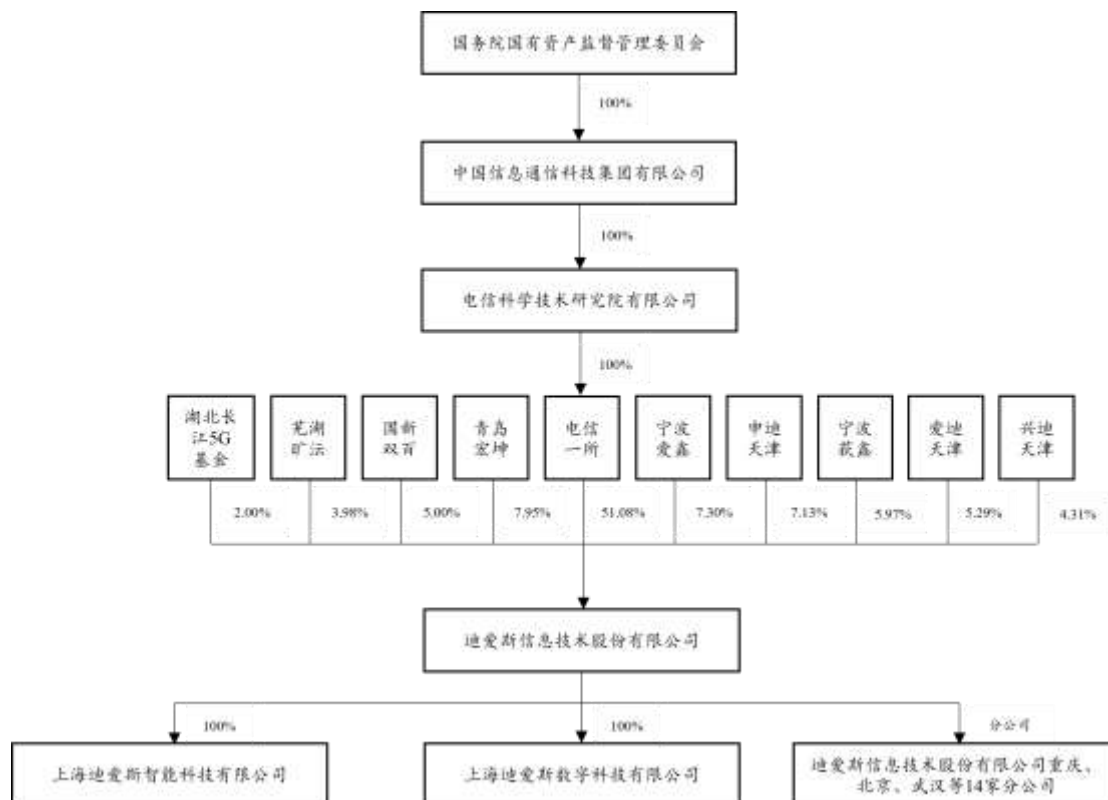 国务院国有资产监督管理委员会
100%
中国信息通信科技集团有限公司
100%
电信科学技术研究院有限公司
100%
湖北长
江5G
基金
芜湖
旷沄
国新
双百
青岛
宏坤
电信
一所
宁波
爱鑫
申迪
天津
宁波
荻鑫
爱迪
天津
兴迪
天津
2.00%
3.98%
5.00%
7.95%
51.08%
7.30%
7.13%
5.97%
5.29%
4.31%
迪爱斯信息技术股份有限公司
100%
100%
分公司
上海迪爱斯智能科技有限公司
上海迪爱斯数字科技有限公司
迪爱斯信息技术股份有限公司重庆、
北京、武汉等14家分公司